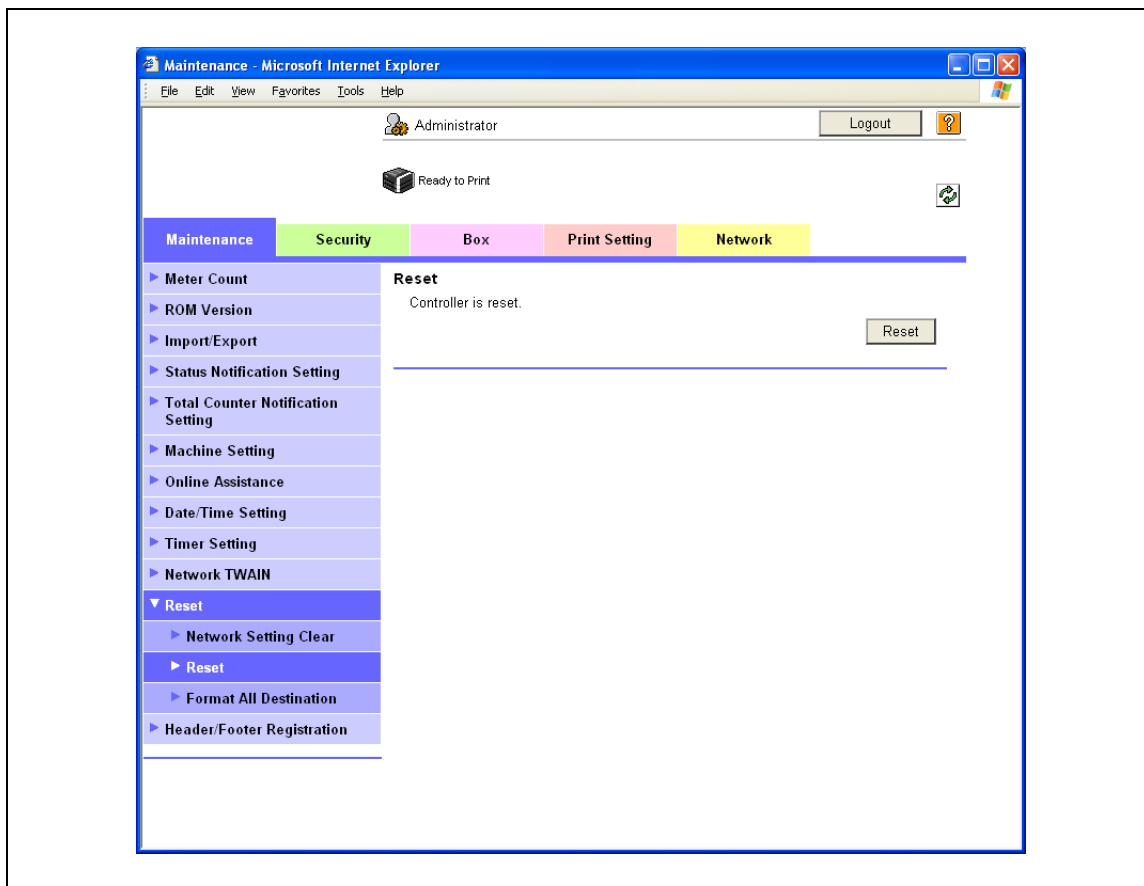 Maintenance - Microsoft Internet Explorer
File Edit View Favorites Tools Help
Administrator
Logout
?
Ready to Print
Maintenance
Security
Box
Print Setting
Network
Meter Count
ROM Version
Import/Export
Status Notification Setting
Total Counter Notification
Setting
Machine Setting
Online Assistance
Date/Time Setting
Timer Setting
Network TWAIN
Reset
Network Setting Clear
Reset
Format All Destination
Header/Footer Registration
Reset
Controller is reset.
Reset